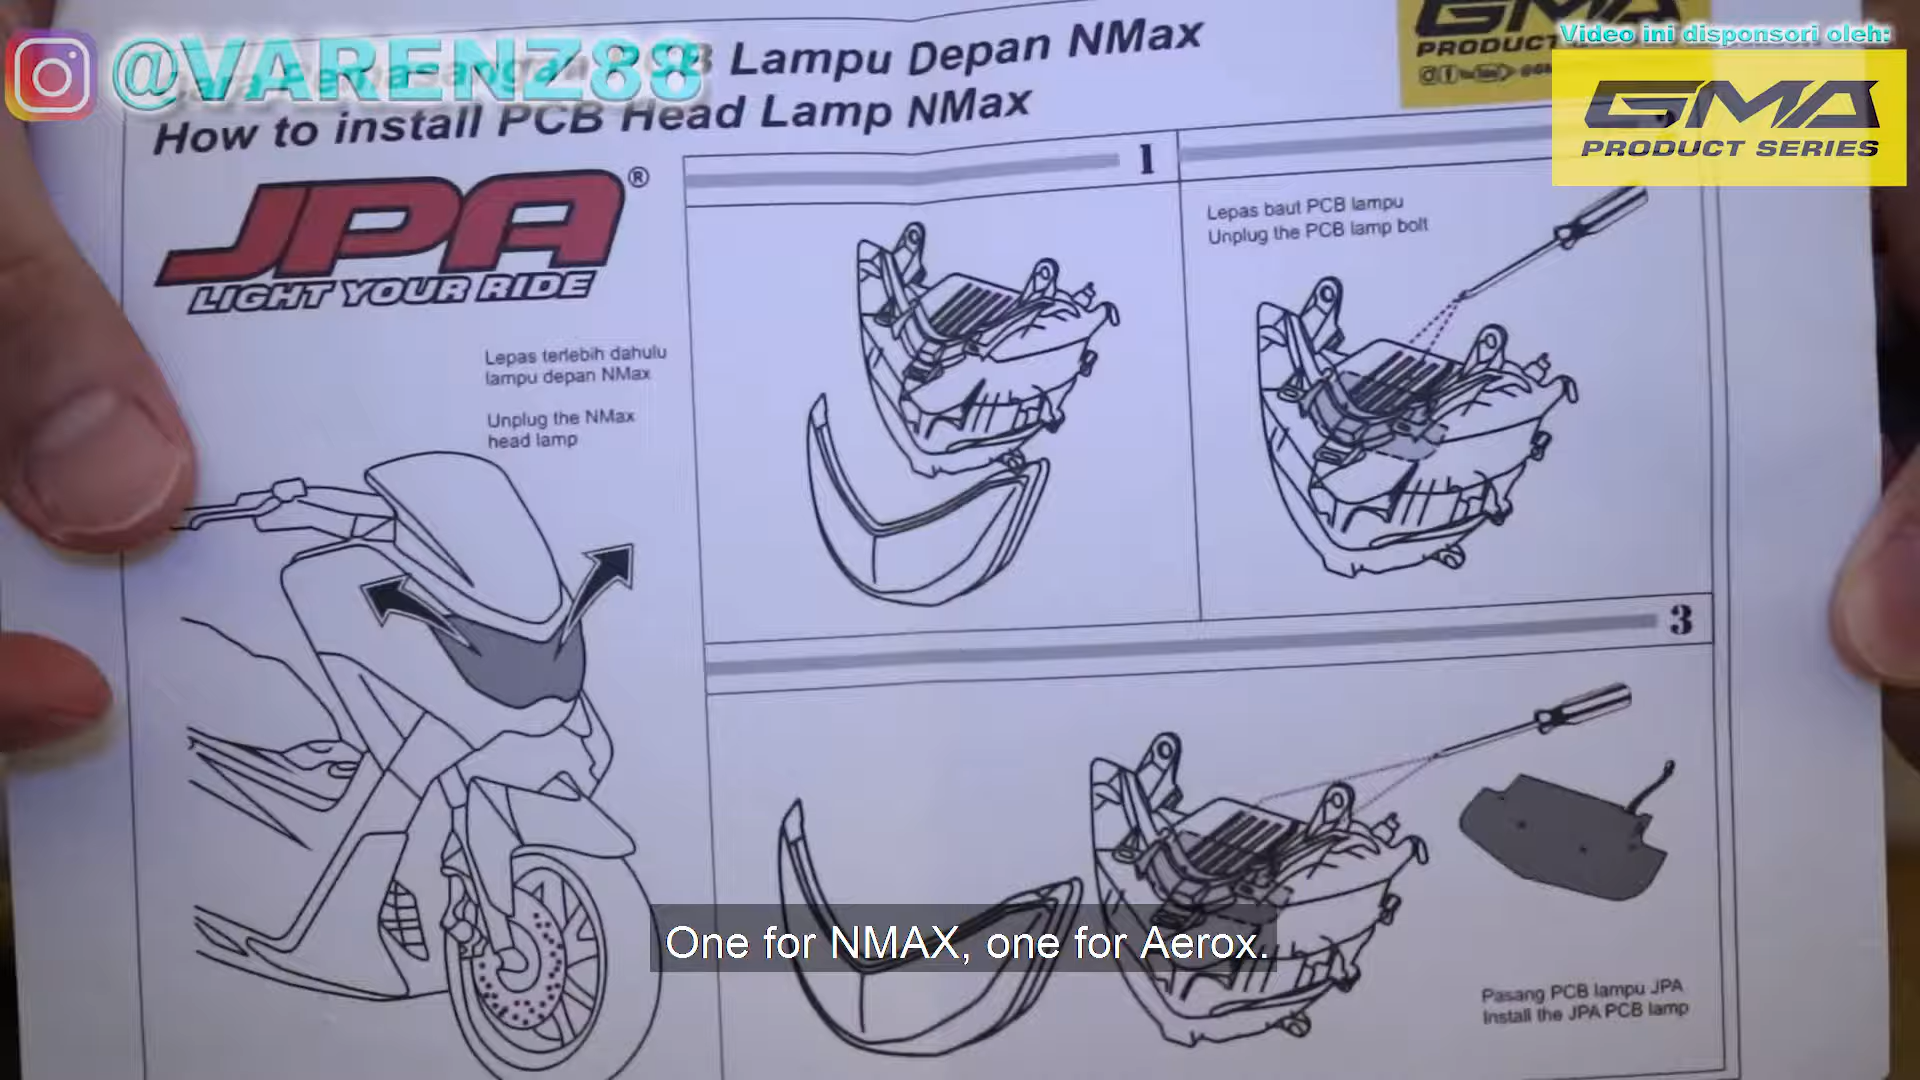 @VARENZ88
Lampu Depan NMax
How to install PCB Head Lamp NMax
GMA
PRODUCT
Video ini disponsori oleh:
GMA
PRODUCT SERIES
JPA®
LIGHT YOUR RIDE
Lepas terlebih dahulu
lampu depan NMax
Unplug the NMax
head lamp
1
Lepas baut PCB lampu
Unplug the PCB lamp bolt
3
Pasang PCB lampu JPA
Install the JPA PCB lamp
One for NMAX, one for Aerox.